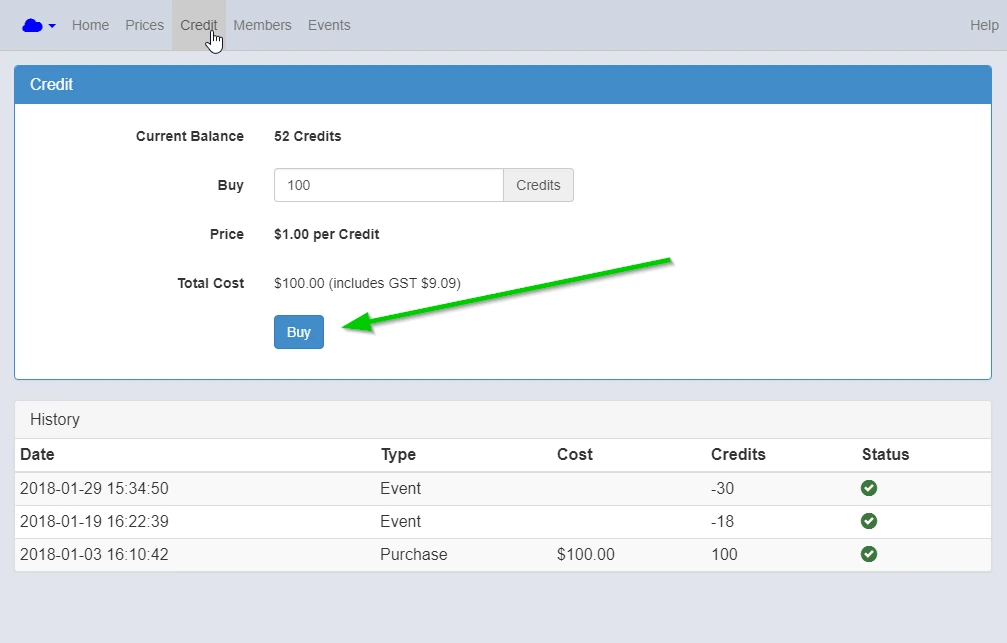 Home Prices Credit Members Events Help
Credit
Current Balance 52 Credits
Buy 100 Credits
Price $1.00 per Credit
Total Cost $100.00 (includes GST $9.09)
Buy
History
Date Type Cost Credits Status
2018-01-29 15:34:50 Event -30
2018-01-19 16:22:39 Event -18
2018-01-03 16:10:42 Purchase $100.00 100